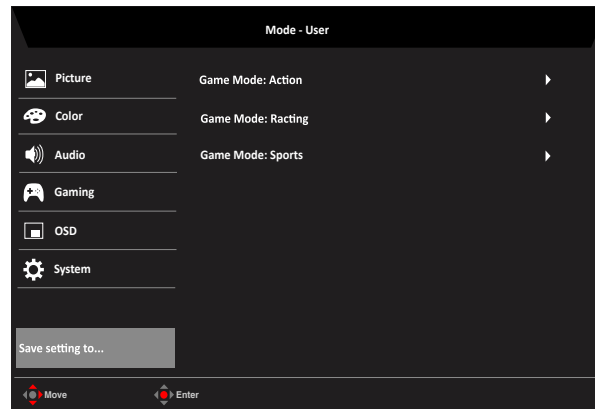 Mode - User
Picture
Game Mode: Action
Color
Game Mode: Racting
Audio
Game Mode: Sports
Gaming
OSD
System
Save setting to...
Move
Enter